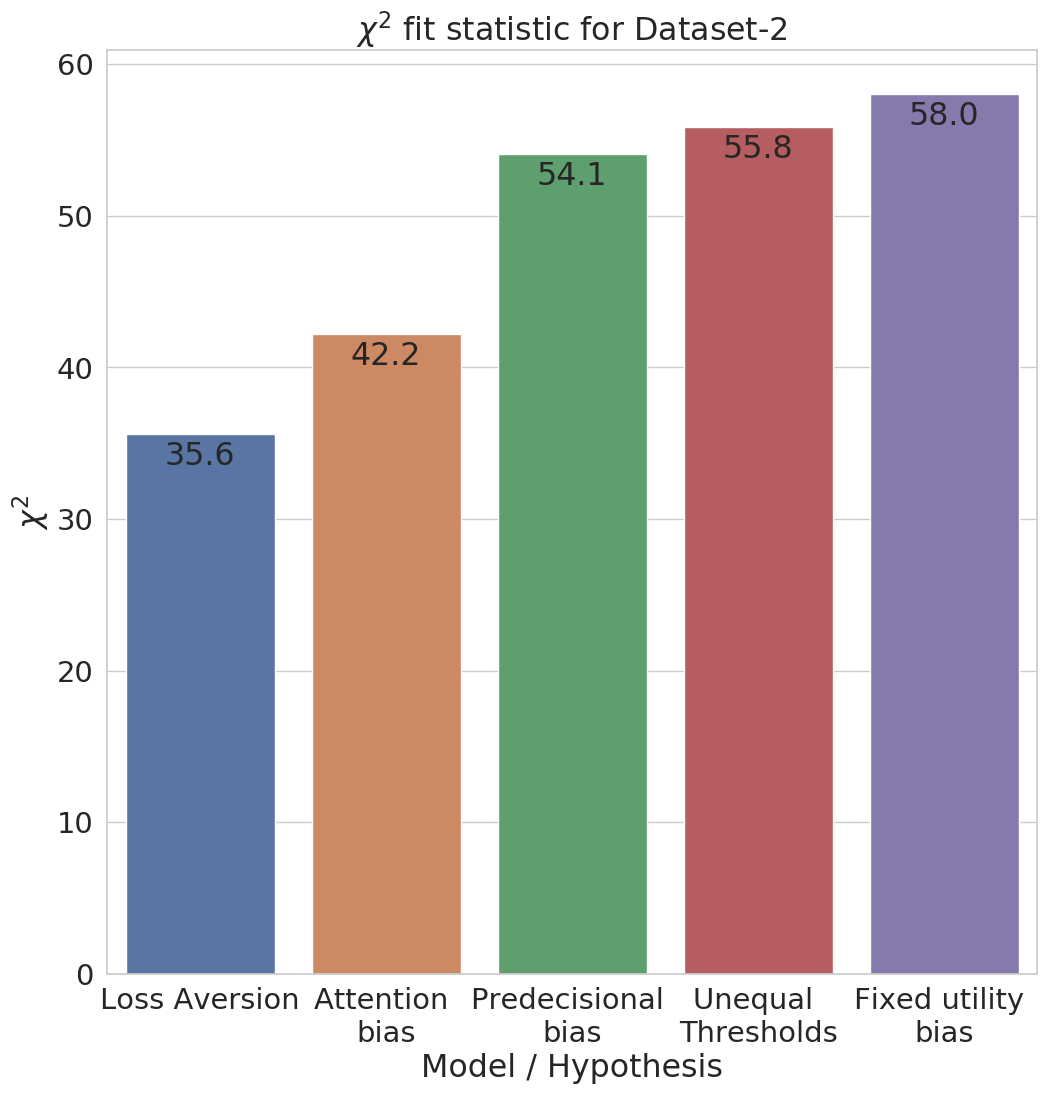 χ² fit statistic for Dataset-2
60
50
40
30
20
10
0
χ²
35.6
42.2
54.1
55.8
58.0
Loss Aversion
Attention
bias
Predecisional
bias
Unequal
Thresholds
Fixed utility
bias
Model / Hypothesis